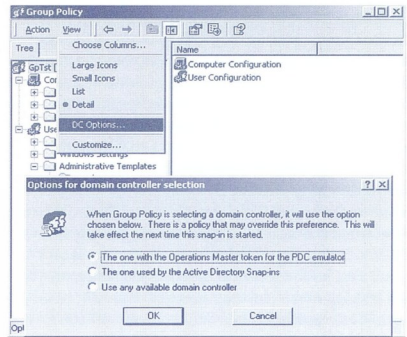 Group Policy
Action View
Tree
Choose Columns...
Large Icons
Small Icons
List
Detail
DC Options...
Customize...
Name
Computer Configuration
User Configuration
GpTst [
Cor
Use
Windows Settings
Administrative Templates
Options for domain controller selection
When Group Policy is selecting a domain controller, it will use the option
chosen below. There is a policy that may override this preference. This will
take effect the next time this snap-in is started.
The one with the Operations Master token for the PDC emulator
The one used by the Active Directory Snap-ins
Use any available domain controller
OK Cancel
Opt